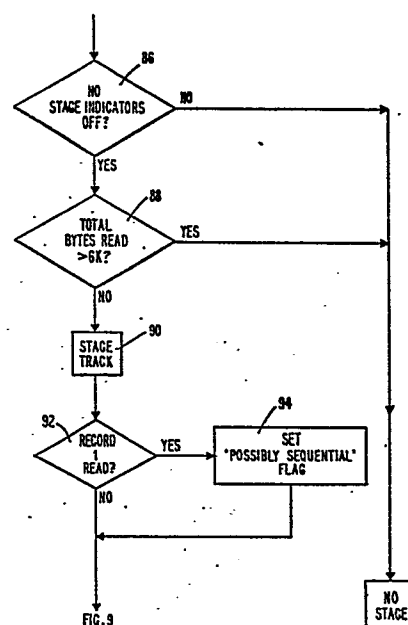 86
NO
STAGE INDICATORS
OFF?
NO
YES
88
TOTAL
BYTES READ
>6K?
YES
NO
90
STAGE
TRACK
92
RECORD
1
READ?
YES
94
SET
"POSSIBLY SEQUENTIAL"
FLAG
NO
FIG.9
NO
STAGE